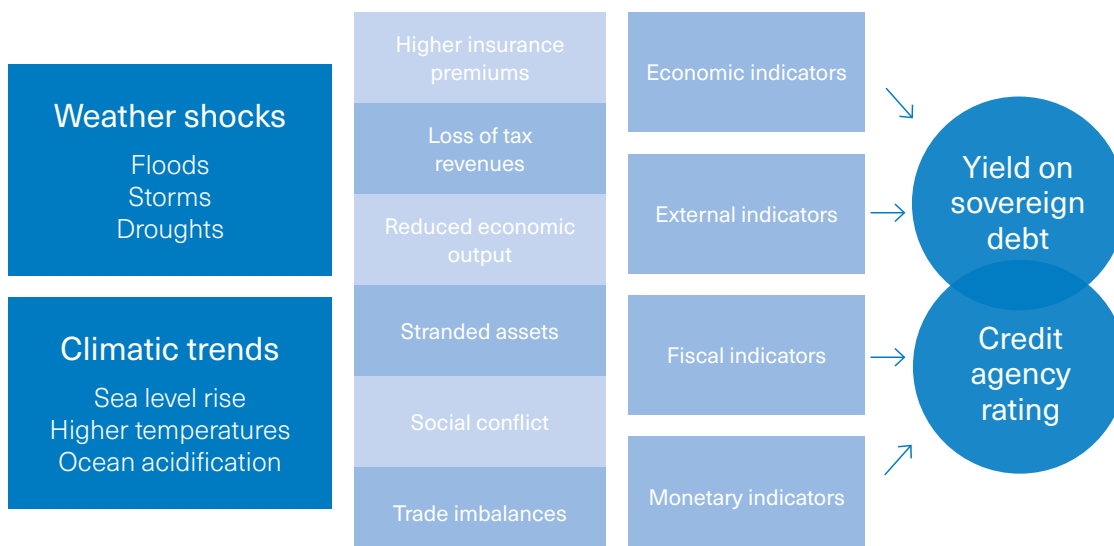 Weather shocks
Floods
Storms
Droughts
Climatic trends
Sea level rise
Higher temperatures
Ocean acidification
Higher insurance
premiums
Loss of tax
revenues
Reduced economic
output
Stranded assets
Social conflict
Trade imbalances
Economic indicators
External indicators
Fiscal indicators
Monetary indicators
Yield on
sovereign
debt
Credit
agency
rating